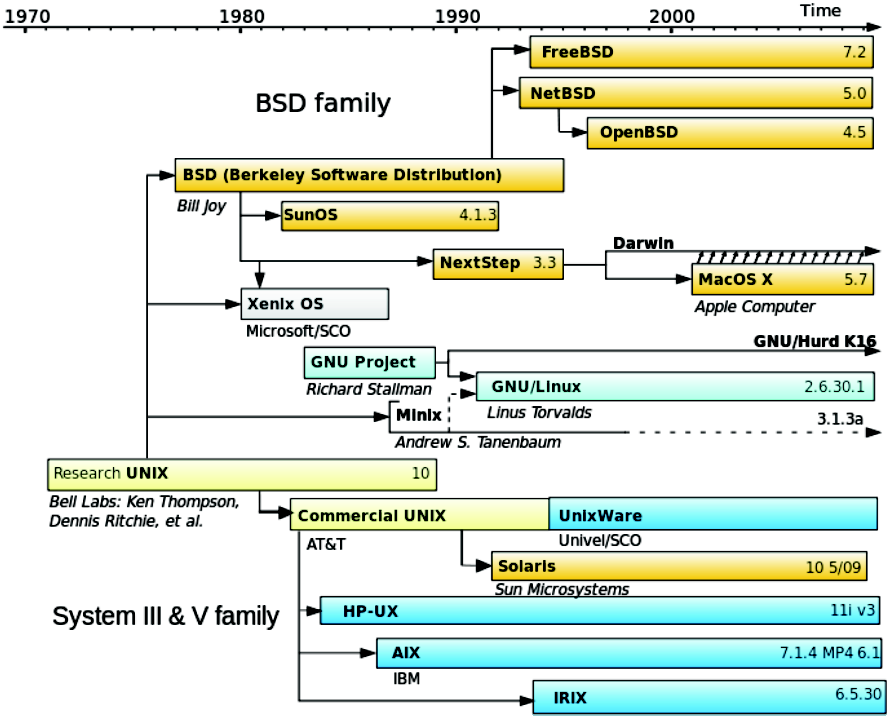 1970 1980 1990 2000 Time
FreeBSD 7.2
BSD family
NetBSD 5.0
OpenBSD 4.5
BSD (Berkeley Software Distribution)
Bill Joy
SunOS 4.1.3
Darwin
NextStep 3.3
MacOS X 5.7
Apple Computer
Xenix OS
Microsoft/SCO
GNU/Hurd K16
GNU Project
Richard Stallman
GNU/Linux 2.6.30.1
Linus Torvalds
Minix
3.1.3a
Andrew S. Tanenbaum
Research UNIX 10
Bell Labs: Ken Thompson,
Dennis Ritchie, et al.
Commercial UNIX
UnixWare
AT&T
Univel/SCO
Solaris 10 5/09
Sun Microsystems
System III & V family
HP-UX 11i v3
AIX 7.1.4 MP4 6.1
IBM
IRIX 6.5.30